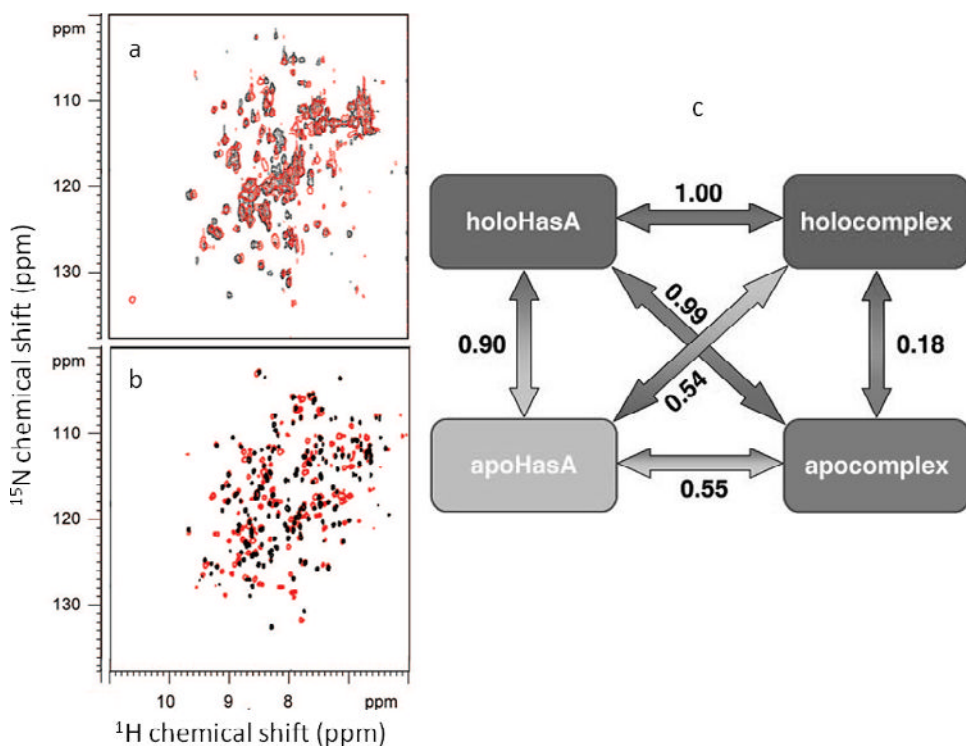 ppm
a
110
120
130
ppm
b
110
120
130
10
9
8
ppm
¹⁵N chemical shift (ppm)
¹H chemical shift (ppm)
c
holoHasA
1.00
holocomplex
0.90
0.99
0.54
0.18
apoHasA
0.55
apocomplex